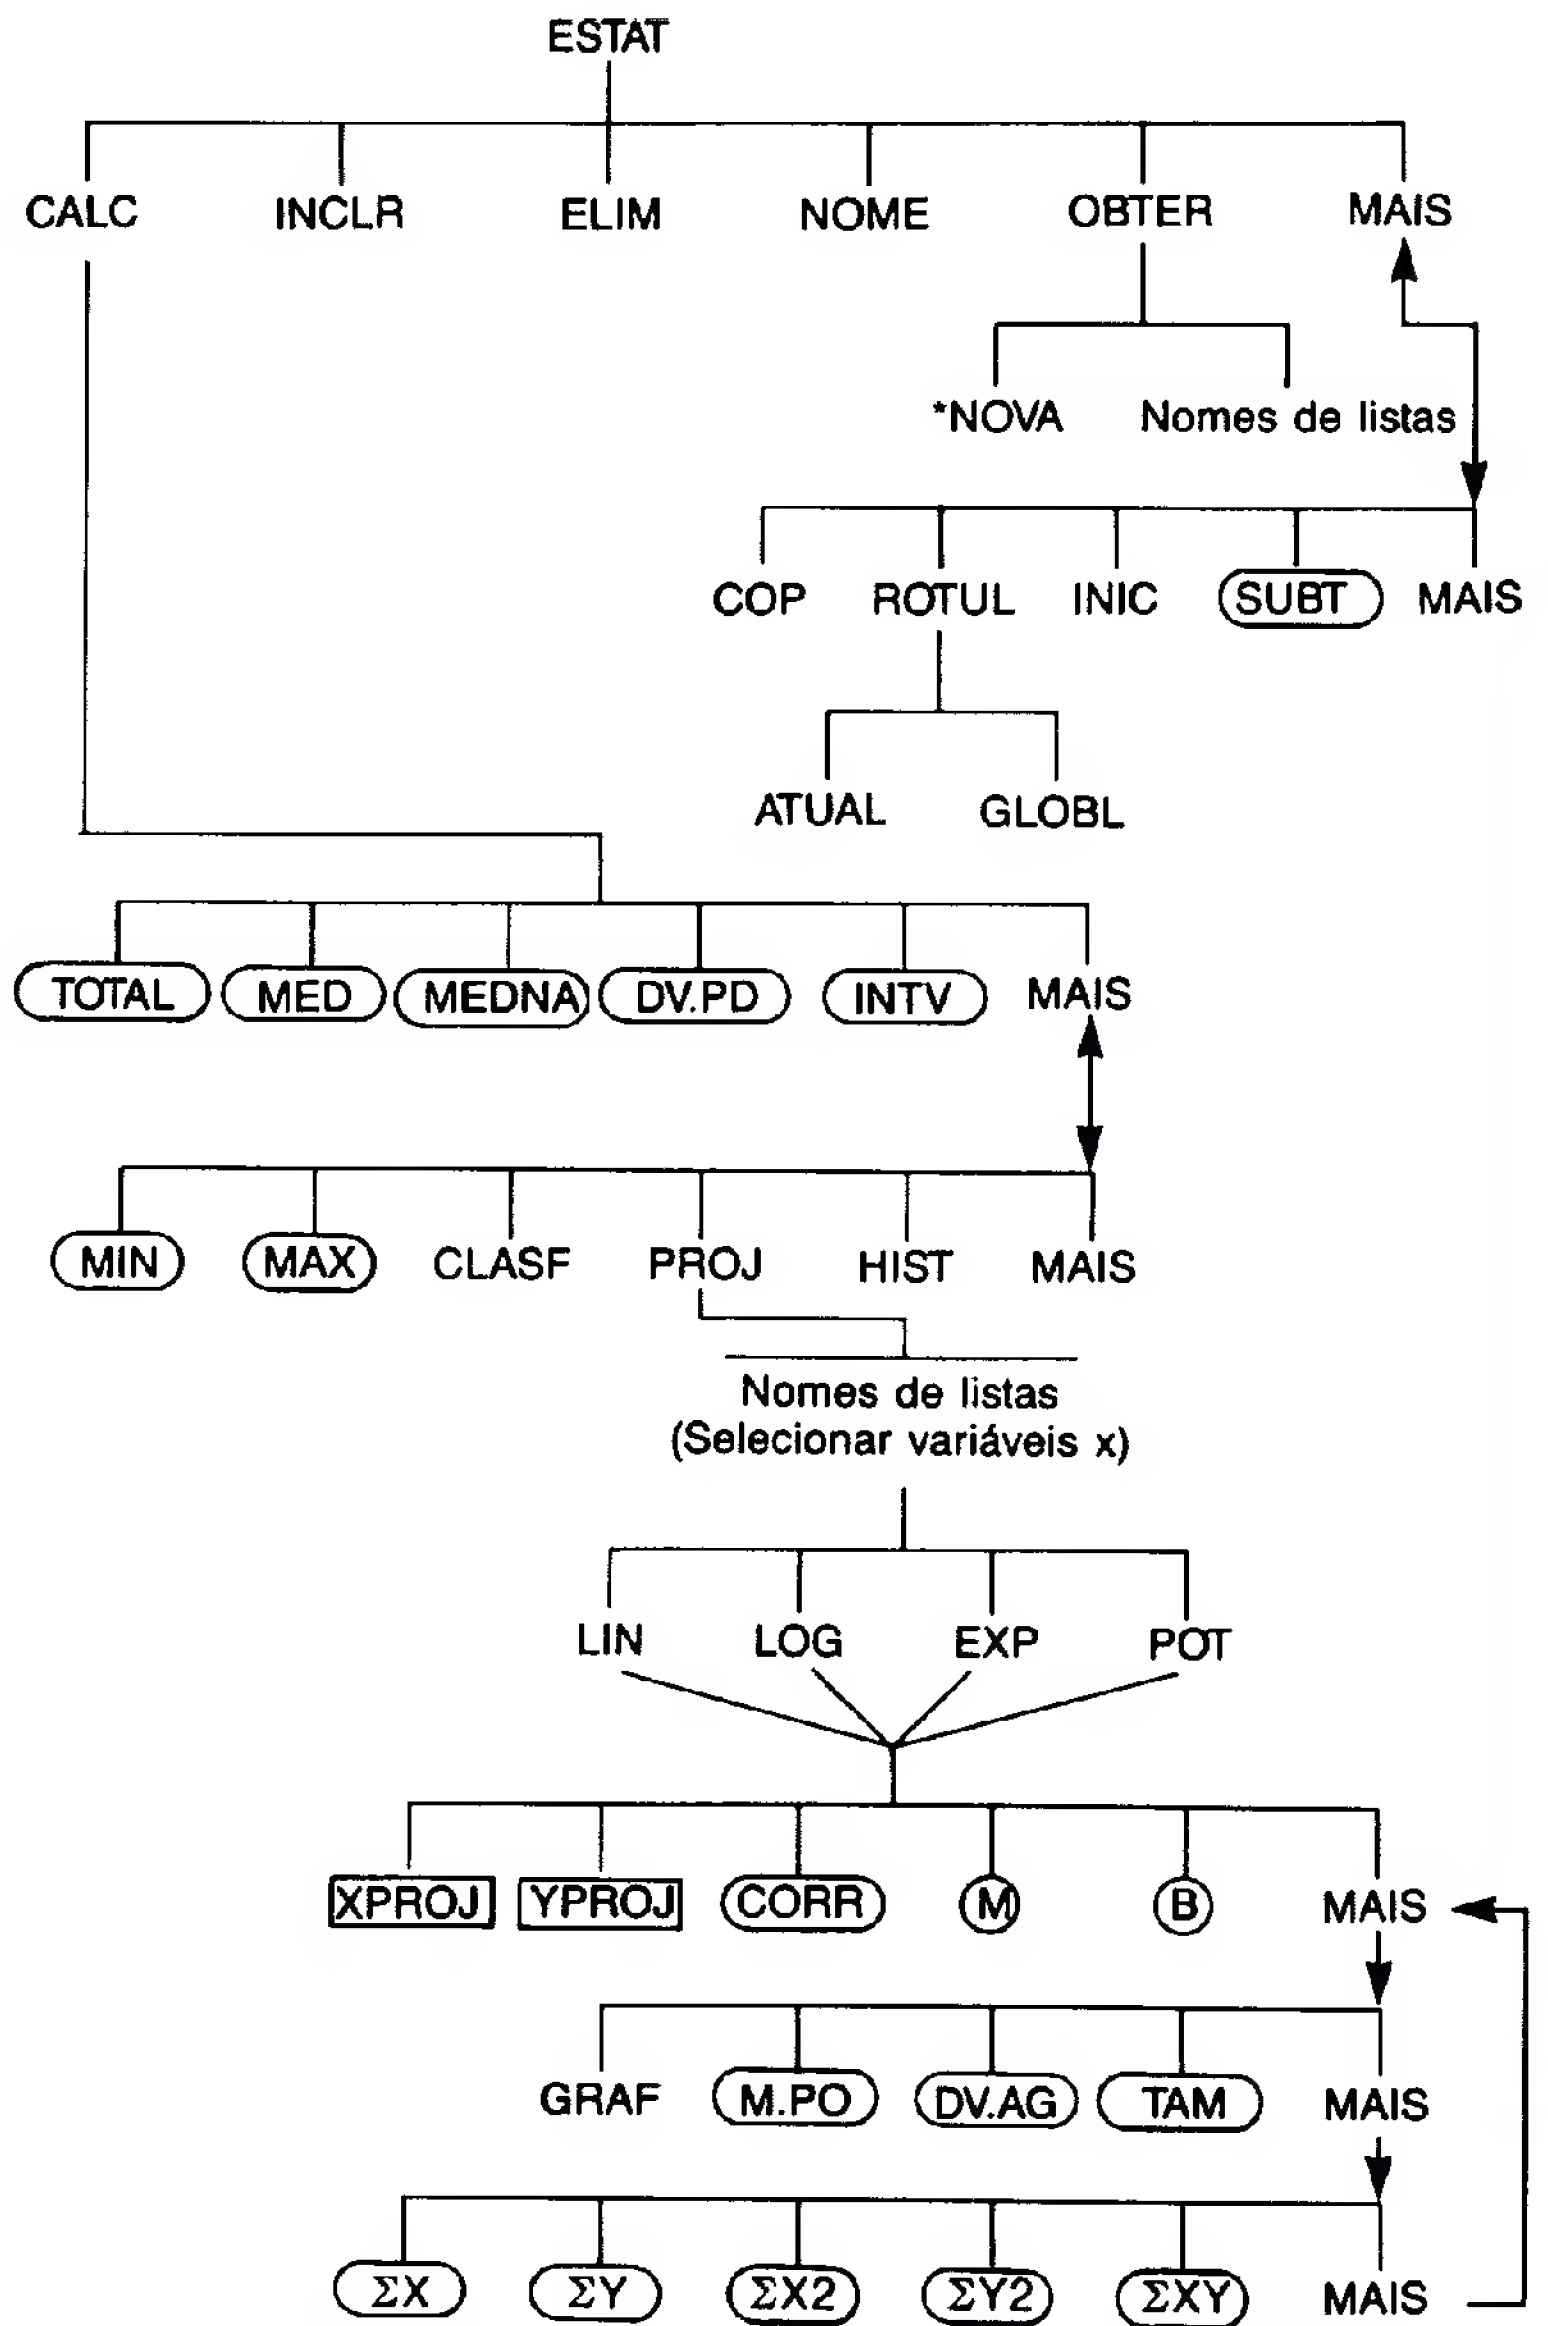 ESTAT
CALC INCLR ELIM NOME OBTER MAIS
*NOVA Nomes de listas
COP ROTUL INIC SUBT MAIS
ATUAL GLOBL
TOTAL MED MEDNA DV.PD INTV MAIS
MIN MAX CLASF PROJ HIST MAIS
Nomes de listas
(Selecionar variáveis x)
LIN LOG EXP POT
XPROJ YPROJ CORR M B MAIS
GRAF M.PO DV.AG TAM MAIS
ΣX ΣY ΣX2 ΣY2 ΣXY MAIS